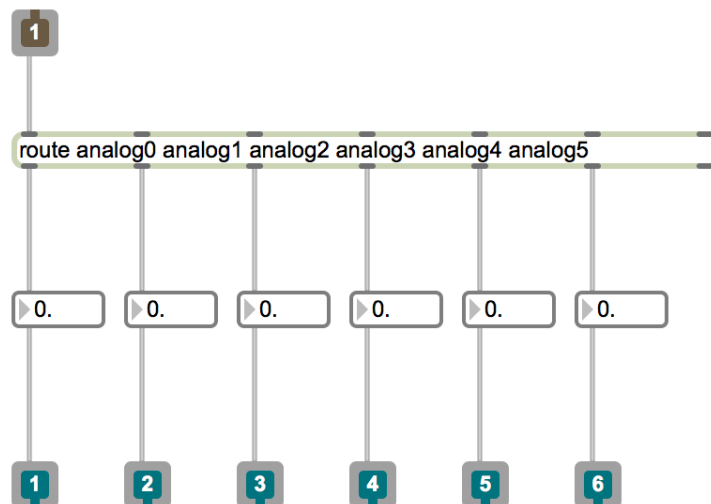 1
route analog0 analog1 analog2 analog3 analog4 analog5
0. 0. 0. 0. 0. 0.
1 2 3 4 5 6